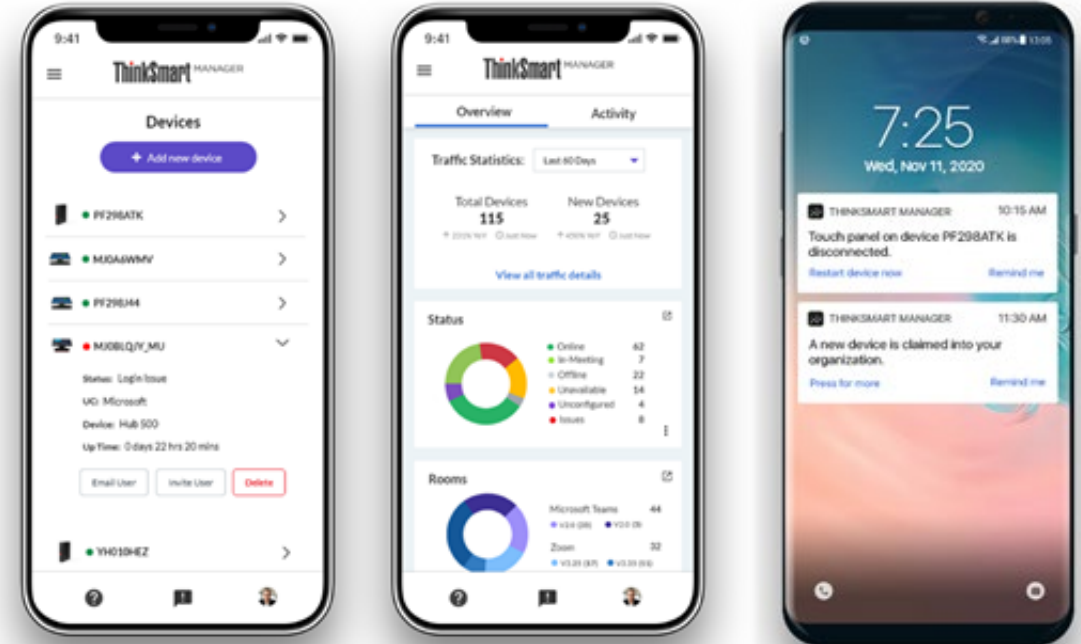 9:41
ThinkSmart MANAGER
Devices
+ Add new device
PF298ATK
MJ0A6WMV
PF298J44
MJ0BLQJY_MU
Status: Login Issue
UC: Microsoft
Device: Hub 500
Up Time: 0 days 22 hrs 20 mins
Email User Invite User Delete
YH010HEZ
9:41
ThinkSmart MANAGER
Overview Activity
Traffic Statistics: Last 60 Days
Total Devices New Devices
115 25
YoY Just Now YoY Just Now
View all traffic details
Status
Online 62
In-Meeting 7
Offline 22
Unavailable 14
Unconfigured 4
Issues 8
Rooms
Microsoft Teams 44
Zoom 32
7:25
Wed, Nov 11, 2020
THINKSMART MANAGER 10:15 AM
Touch panel on device PF298ATK is
disconnected.
Restart device now Remind me
THINKSMART MANAGER 11:30 AM
A new device is claimed into your
organization.
Press for more Remind me